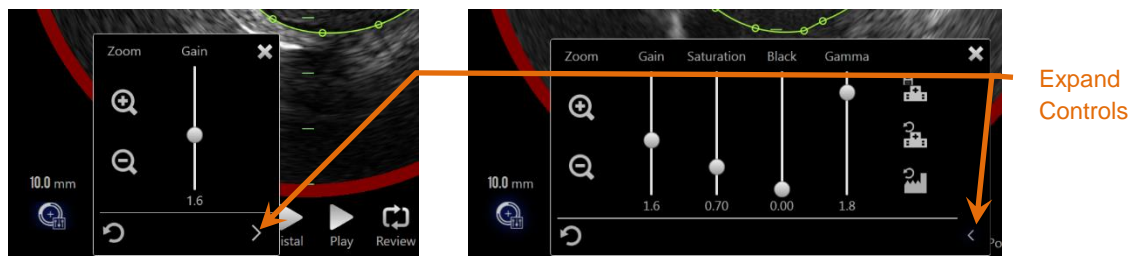 Zoom Gain
1.6
10.0 mm
istal Play Review
Zoom Gain Saturation Black Gamma
1.6 0.70 0.00 1.8
10.0 mm
Po
Expand
Controls